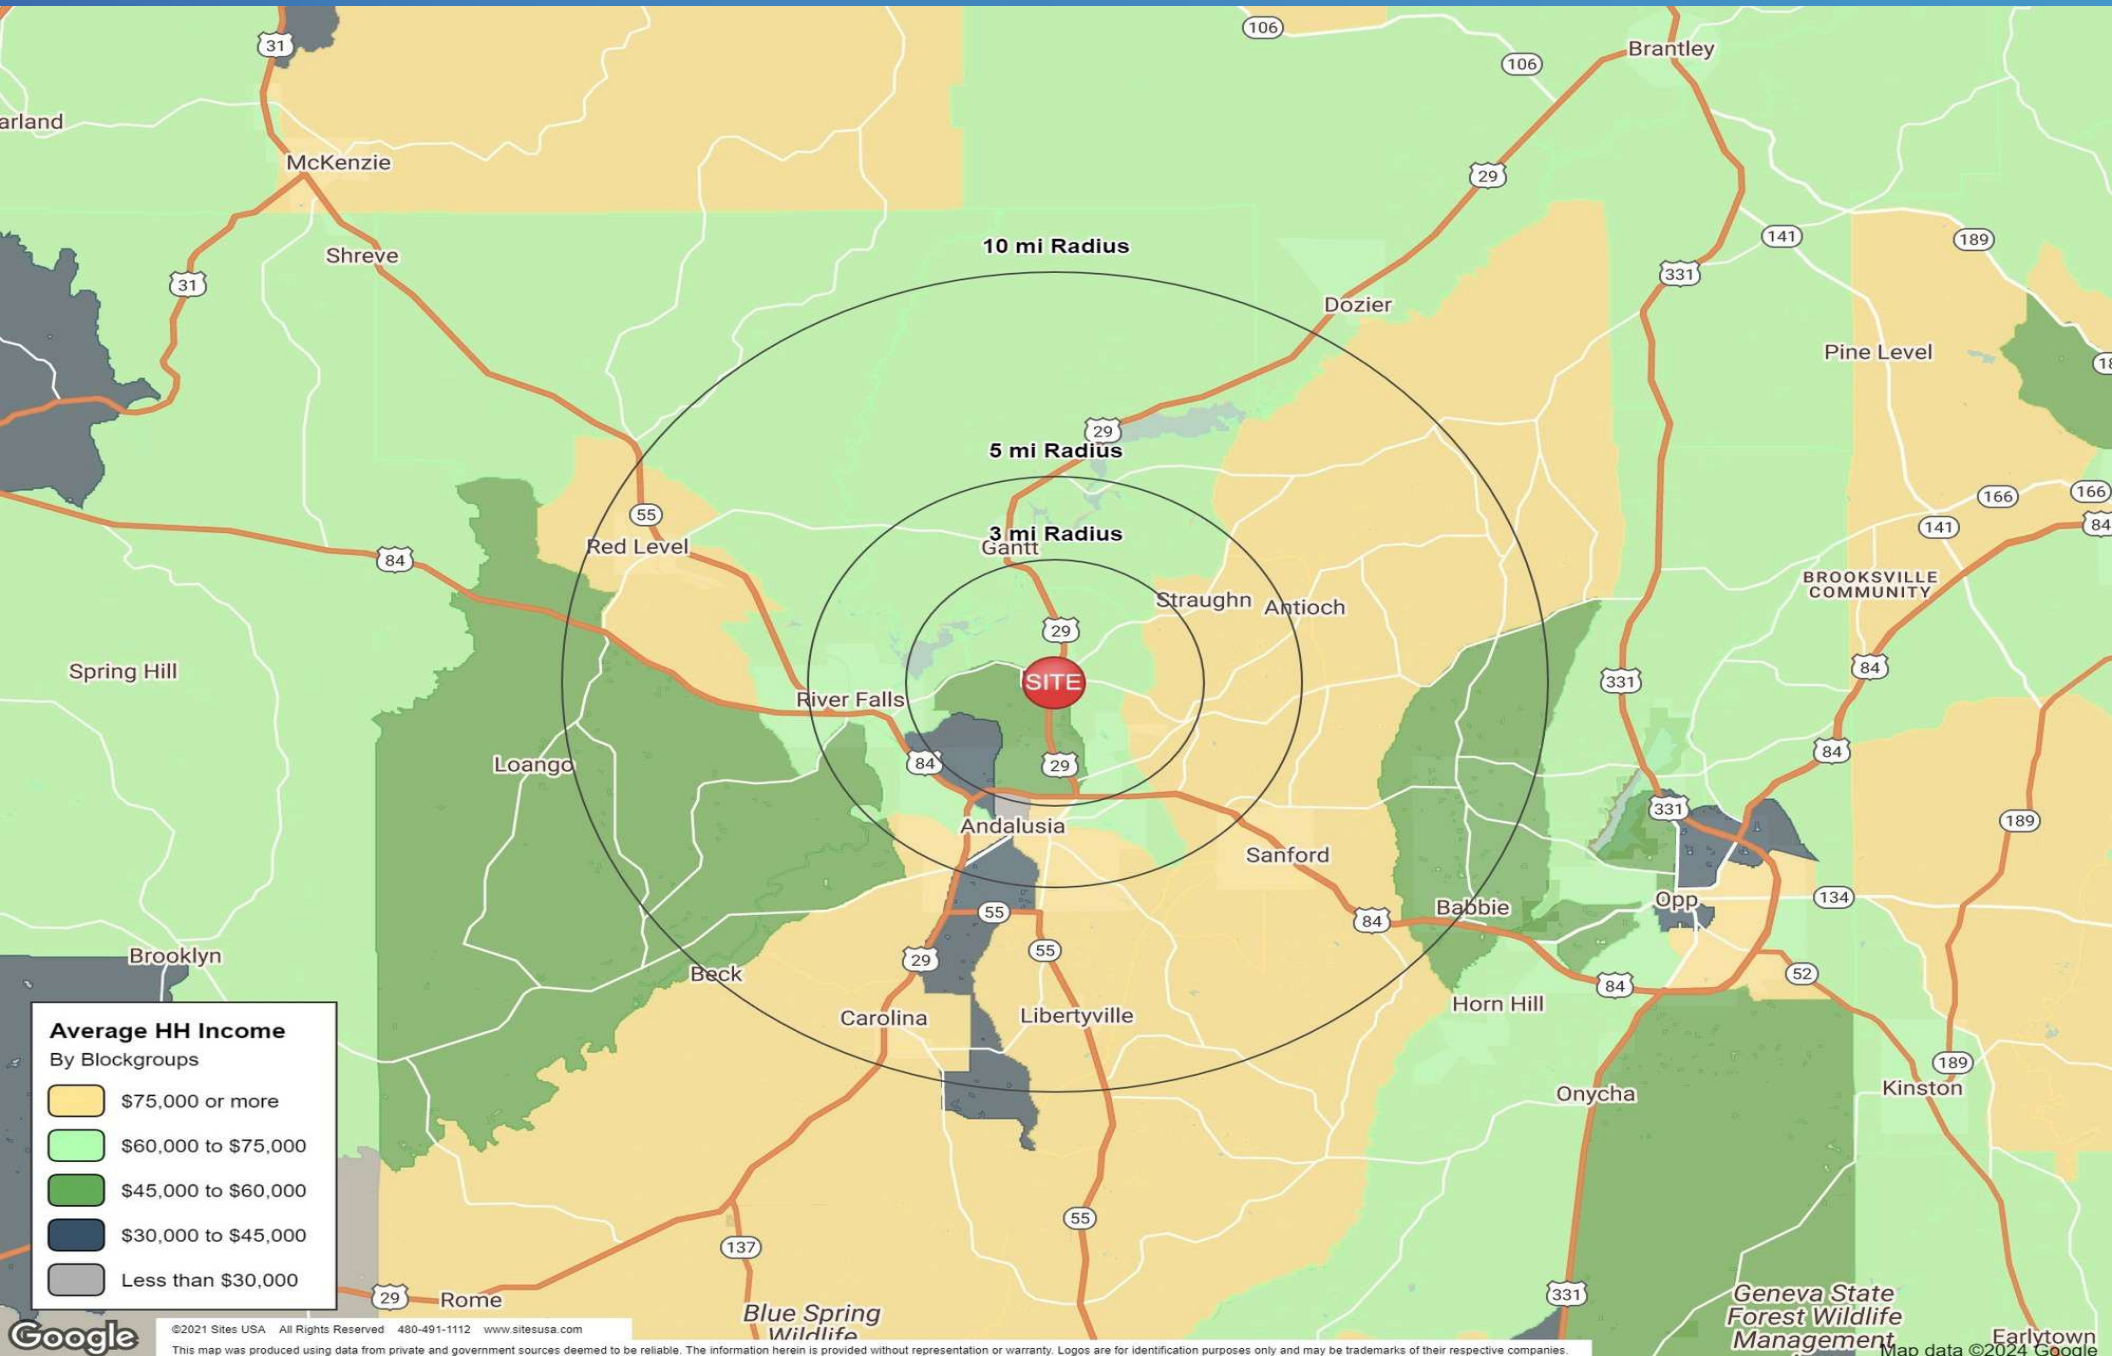 31
106
106
Brantley
arland
McKenzie
29
141
189
10 mi Radius
Shreve
331
31
Dozier
Pine Level
18
29
5 mi Radius
166
166
55
141
84
3 mi Radius
Gantt
Red Level
84
BROOKSVILLE
COMMUNITY
Straughn
Antioch
29
Spring Hill
84
SITE
331
River Falls
84
Loango
84
29
331
189
Andalusia
Sanford
Opp
134
Babbie
55
84
Brooklyn
55
29
Beck
52
84
Horn Hill
Carolina
Libertyville
Average HH Income
By Blockgroups
$75,000 or more
$60,000 to $75,000
$45,000 to $60,000
$30,000 to $45,000
Less than $30,000
189
Kinston
Onycha
55
137
29
Rome
331
Blue Spring
Wildlife
Geneva State
Forest Wildlife
Management
Earlytown
Google
©2021 Sites USA All Rights Reserved 480-491-1112 www.sitesusa.com
This map was produced using data from private and government sources deemed to be reliable. The information herein is provided without representation or warranty. Logos are for identification purposes only and may be trademarks of their respective companies.
Map data ©2024 Google